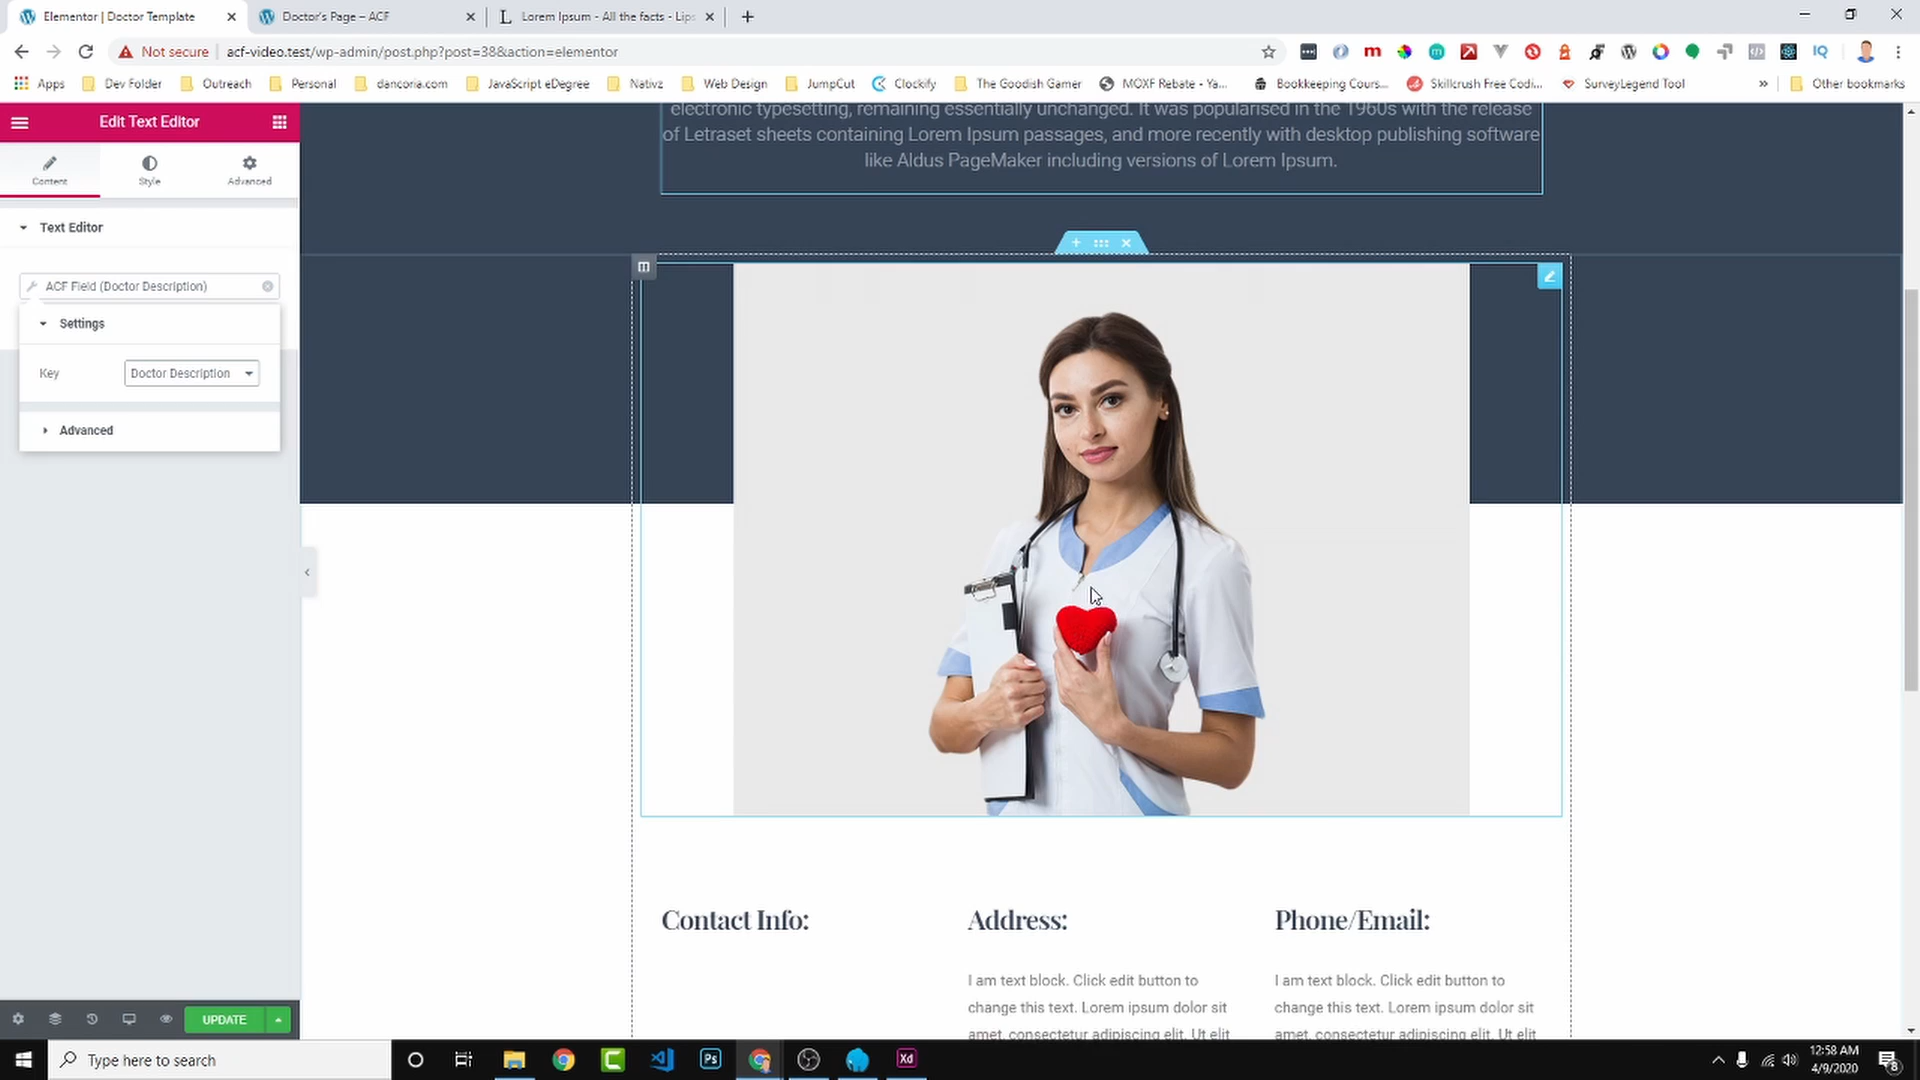 Elementor | Doctor Template
Doctor's Page – ACF
Lorem Ipsum - All the facts - Lips
Not secure
acf-video.test/wp-admin/post.php?post=38&action=elementor
Apps
Dev Folder
Outreach
Personal
dancoria.com
JavaScript eDegree
Nativz
Web Design
JumpCut
Clockify
The Goodish Gamer
MOXF Rebate - Ya...
Bookkeeping Cours...
Skillcrush Free Codi...
SurveyLegend Tool
»
Other bookmarks
Edit Text Editor
Content
Style
Advanced
Text Editor
ACF Field (Doctor Description)
Settings
Key
Doctor Description
Advanced
UPDATE
electronic typesetting, remaining essentially unchanged. It was popularised in the 1960s with the release
of Letraset sheets containing Lorem Ipsum passages, and more recently with desktop publishing software
like Aldus PageMaker including versions of Lorem Ipsum.
Contact Info:
Address:
I am text block. Click edit button to
change this text. Lorem ipsum dolor sit
amet, consectetur adipiscing elit. Ut elit
Phone/Email:
I am text block. Click edit button to
change this text. Lorem ipsum dolor sit
amet, consectetur adipiscing elit. Ut elit
Type here to search
Ps
Xd
12:58 AM
4/9/2020
8